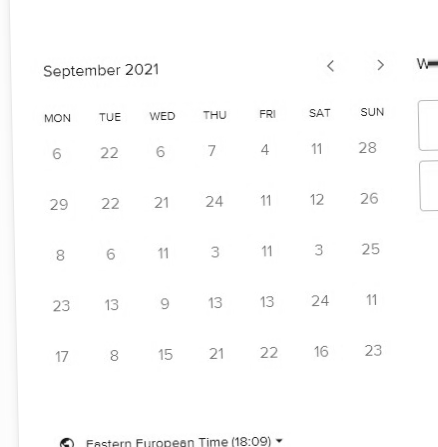 September 2021
MON TUE WED THU FRI SAT SUN
6 22 6 7 4 11 28
29 22 21 24 11 12 26
8 6 11 3 11 3 25
23 13 9 13 13 24 11
17 8 15 21 22 16 23
Eastern European Time (18:09)